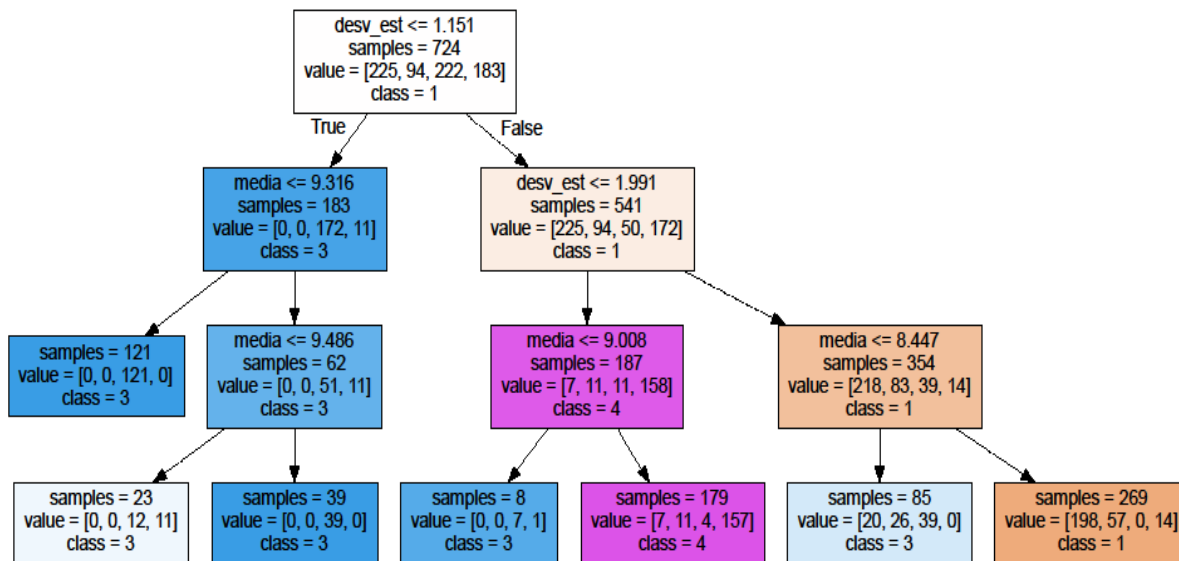 desv_est <= 1.151
samples = 724
value = [225, 94, 222, 183]
class = 1
True
False
media <= 9.316
samples = 183
value = [0, 0, 172, 11]
class = 3
desv_est <= 1.991
samples = 541
value = [225, 94, 50, 172]
class = 1
samples = 121
value = [0, 0, 121, 0]
class = 3
media <= 9.486
samples = 62
value = [0, 0, 51, 11]
class = 3
media <= 9.008
samples = 187
value = [7, 11, 11, 158]
class = 4
media <= 8.447
samples = 354
value = [218, 83, 39, 14]
class = 1
samples = 23
value = [0, 0, 12, 11]
class = 3
samples = 39
value = [0, 0, 39, 0]
class = 3
samples = 8
value = [0, 0, 7, 1]
class = 3
samples = 179
value = [7, 11, 4, 157]
class = 4
samples = 85
value = [20, 26, 39, 0]
class = 3
samples = 269
value = [198, 57, 0, 14]
class = 1